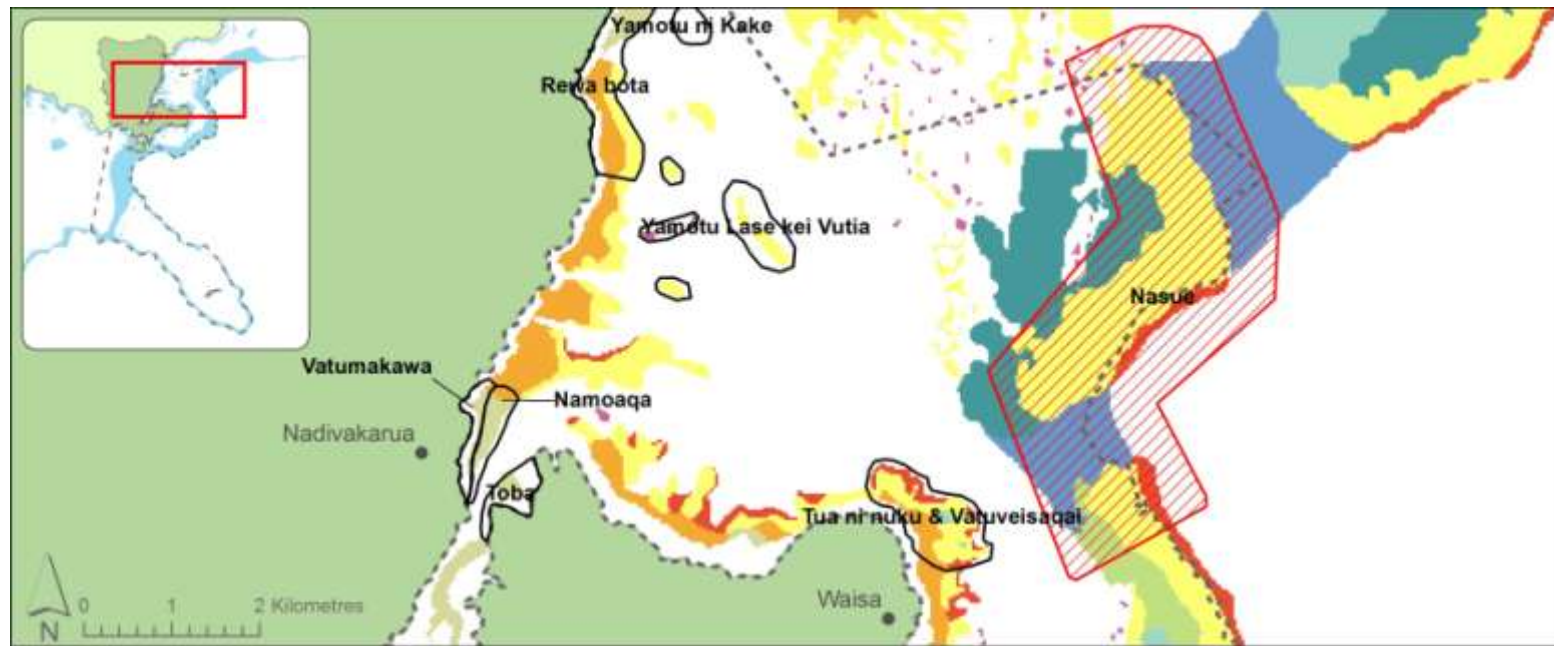 Yamotu ni Kake
Rewa bota
Yamotu Lase kei Vutia
Nasue
Vatumakawa
Namoaqa
Nadivakarua
Toba
Tua ni nuku & Vatuveisaqai
Waisa
0 1 2 Kilometres
N